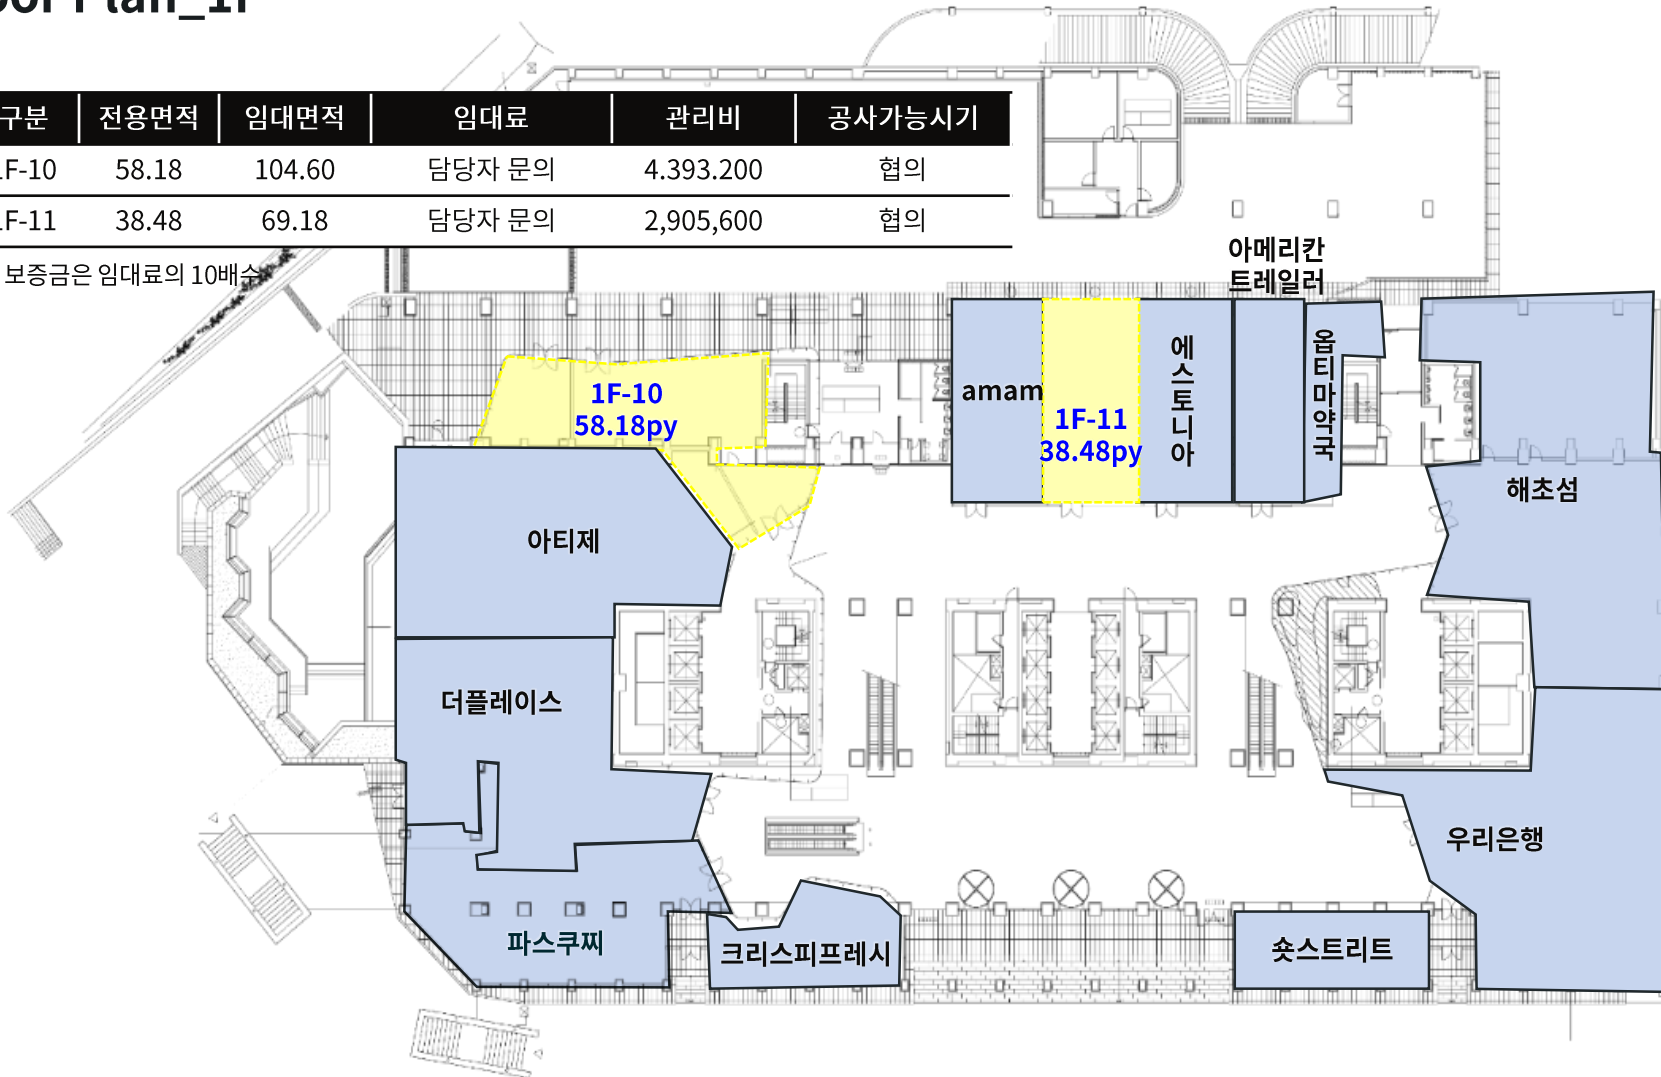 구분 전용면적 임대면적 임대료 관리비 공사가능시기
1F-10 58.18 104.60 담당자 문의 4.393.200 협의
1F-11 38.48 69.18 담당자 문의 2,905,600 협의
보증금은 임대료의 10배수
아메리칸
트레일러
1F-10
58.18py
amam
1F-11
38.48py
에스토니아
옵티마약국
해초섬
아티제
더플레이스
우리은행
파스쿠찌
크리스피프레시
숏스트리트